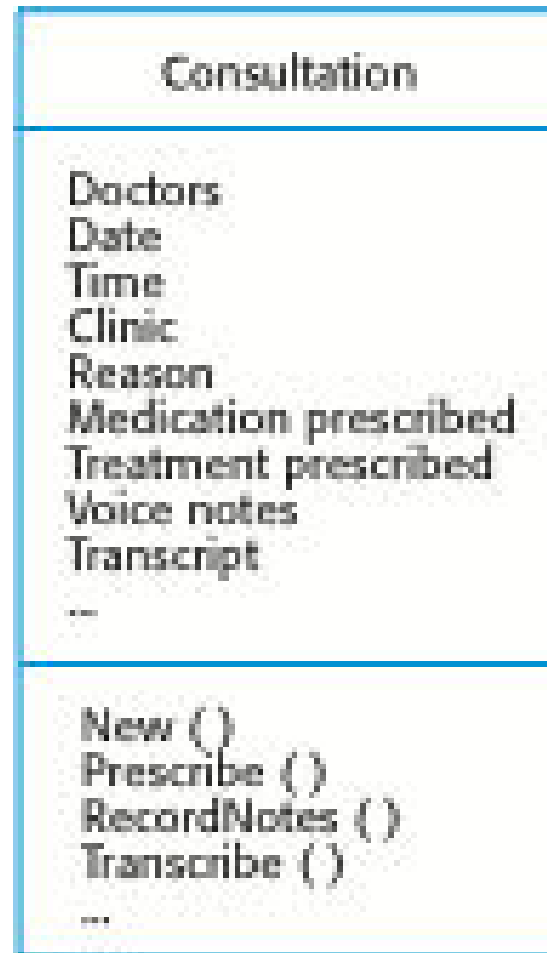 Consultation
Doctors
Date
Time
Clinic
Reason
Medication prescribed
Treatment prescribed
Voice notes
Transcript
...
New ( )
Prescribe ( )
RecordNotes ( )
Transcribe ( )
...